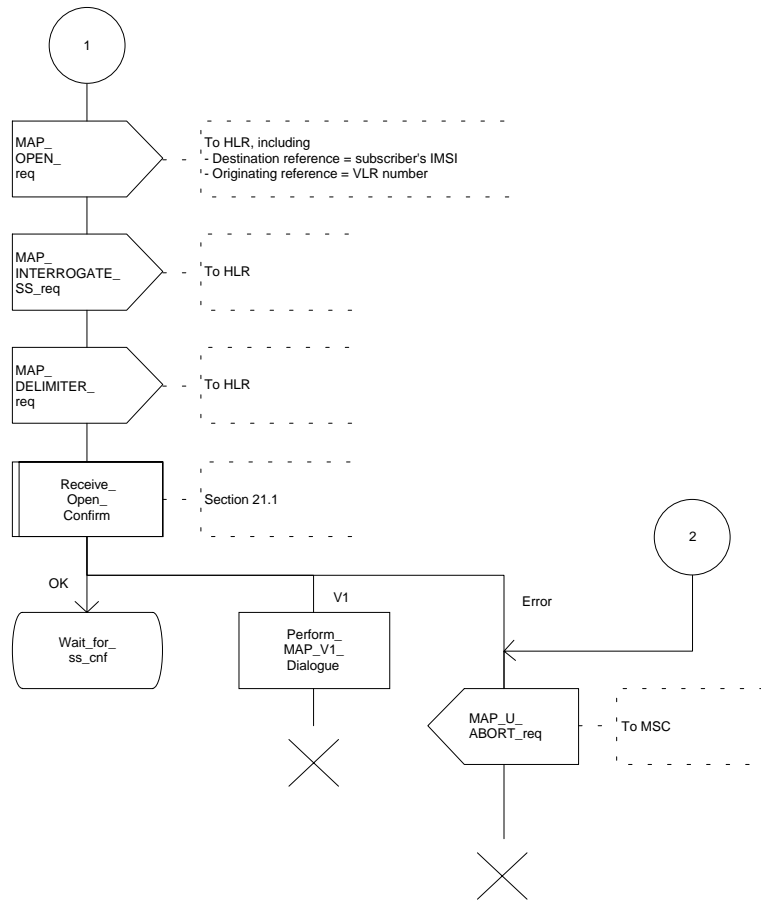 1
MAP_
OPEN_
req
To HLR, including
- Destination reference = subscriber's IMSI
- Originating reference = VLR number
MAP_
INTERROGATE_
SS_req
To HLR
MAP_
DELIMITER_
req
To HLR
Receive_
Open_
Confirm
Section 21.1
2
OK
V1
Error
Wait_for_
ss_cnf
Perform_
MAP_V1_
Dialogue
MAP_U_
ABORT_req
To MSC